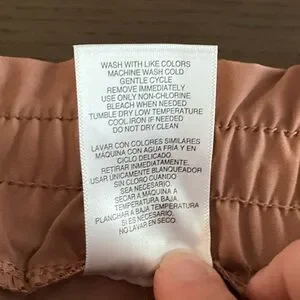 WASH WITH LIKE COLORS
MACHINE WASH COLD
GENTLE CYCLE
REMOVE IMMEDIATELY
USE ONLY NON-CHLORINE
BLEACH WHEN NEEDED
TUMBLE DRY LOW TEMPERATURE
COOL IRON IF NEEDED
DO NOT DRY CLEAN
LAVAR CON COLORES SIMILARES
MAQUINA CON AGUA FRIA Y EN
CICLO DELICADO.
RETIRAR INMEDIATAMENTE.
USAR UNICAMENTE BLANQUEADOR
SIN CLORO CUANDO
SEA NECESARIO.
SECAR A MAQUINA A
TEMPERATURA BAJA.
PLANCHAR A BAJA TEMPERATURA
SI ES NECESARIO.
NO LAVAR EN SECO.